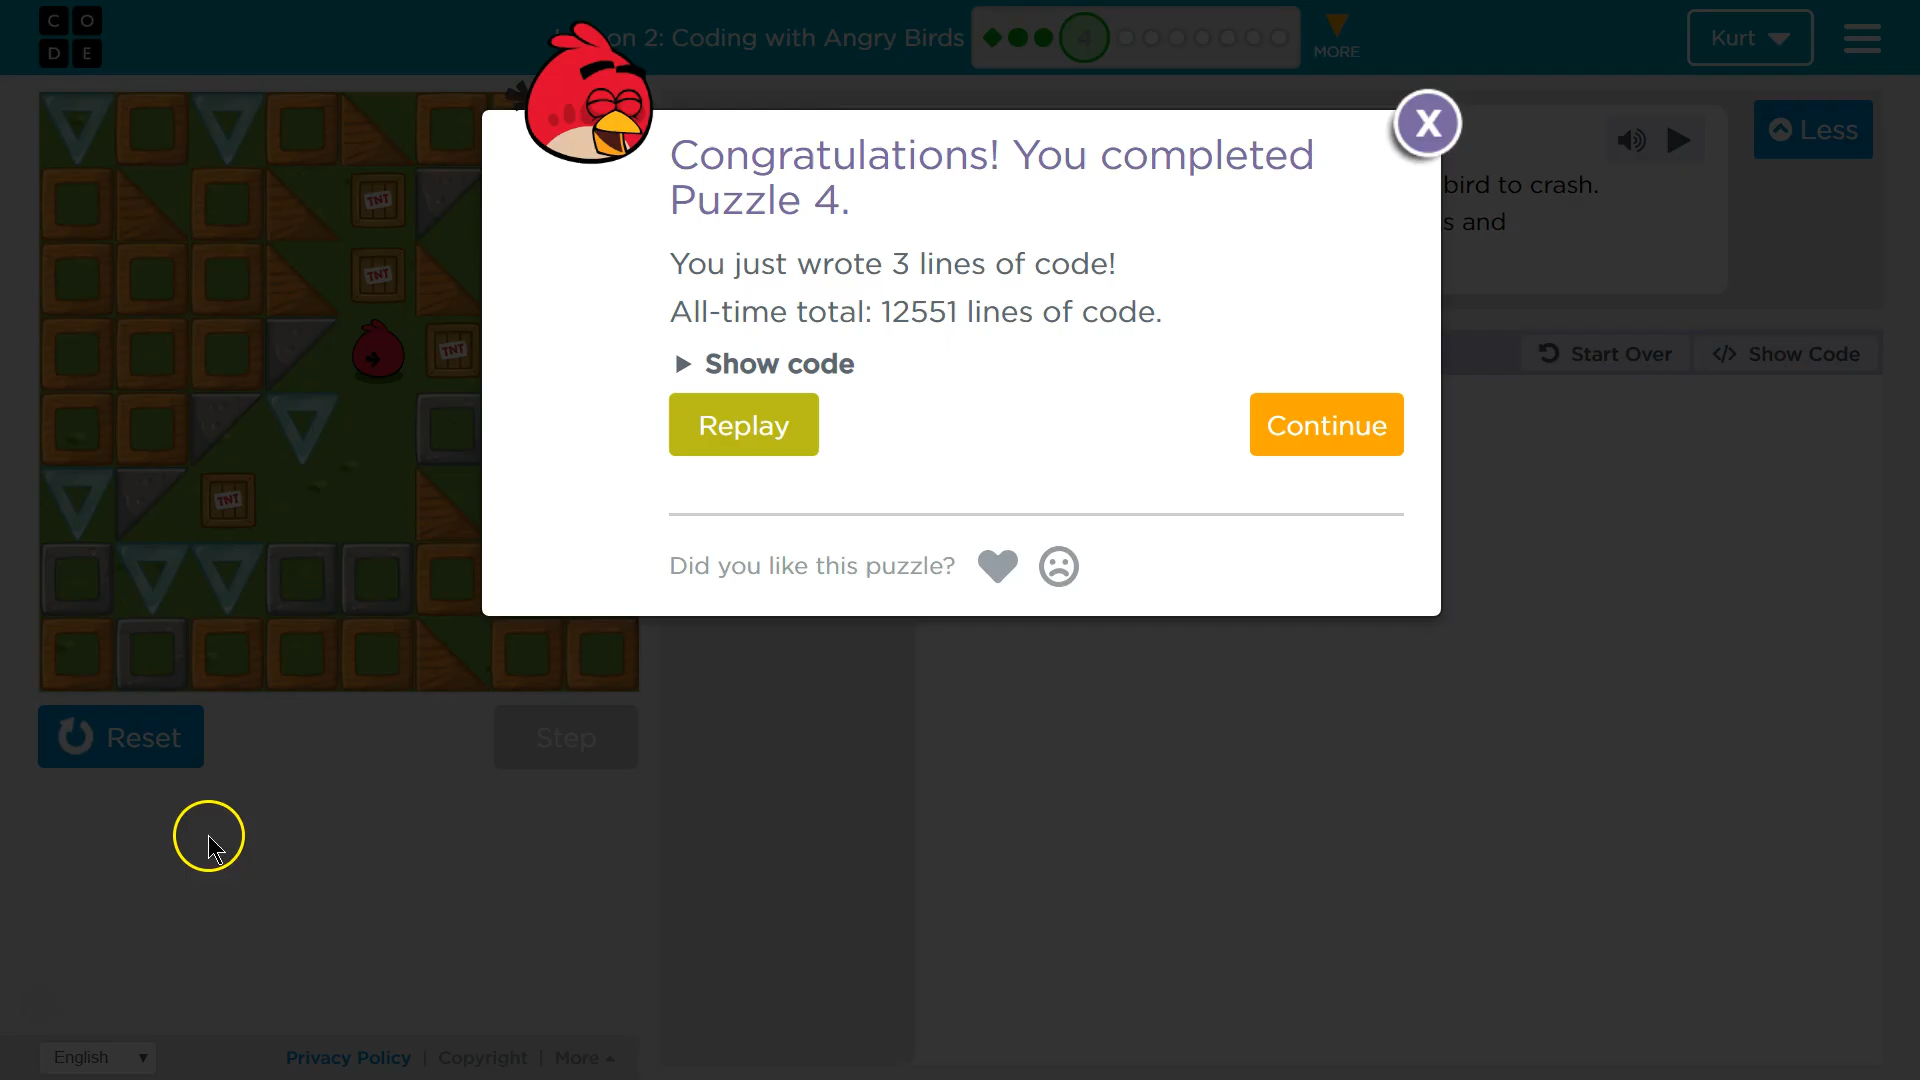 C O
D E
on 2: Coding with Angry Birds
4
MORE
Kurt
Less
bird to crash.
s and
Congratulations! You completed
Puzzle 4.
You just wrote 3 lines of code!
All-time total: 12551 lines of code.
Show code
Start Over
Show Code
Replay
Continue
Did you like this puzzle?
TNT
TNT
TNT
TNT
Reset
Step
English
Privacy Policy | Copyright | More
X